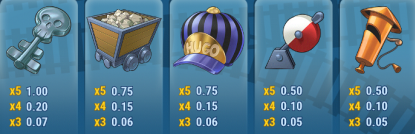 HUGO
x5 1.00
x4 0.20
x3 0.07
x5 0.75
x4 0.15
x3 0.06
x5 0.75
x4 0.15
x3 0.06
x5 0.50
x4 0.10
x3 0.05
x5 0.50
x4 0.10
x3 0.05